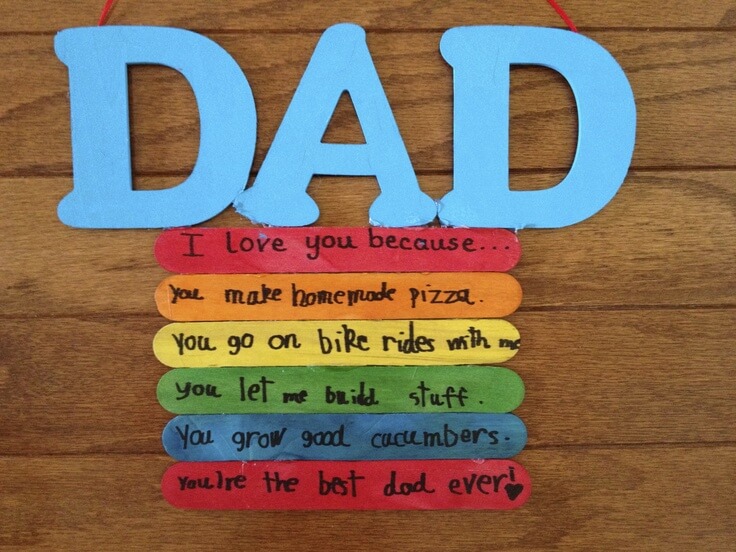 DAD
I love you because...
you make homemade pizza.
you go on bike rides with me
you let me build stuff.
You grow good cucumbers.
you're the best dad ever!